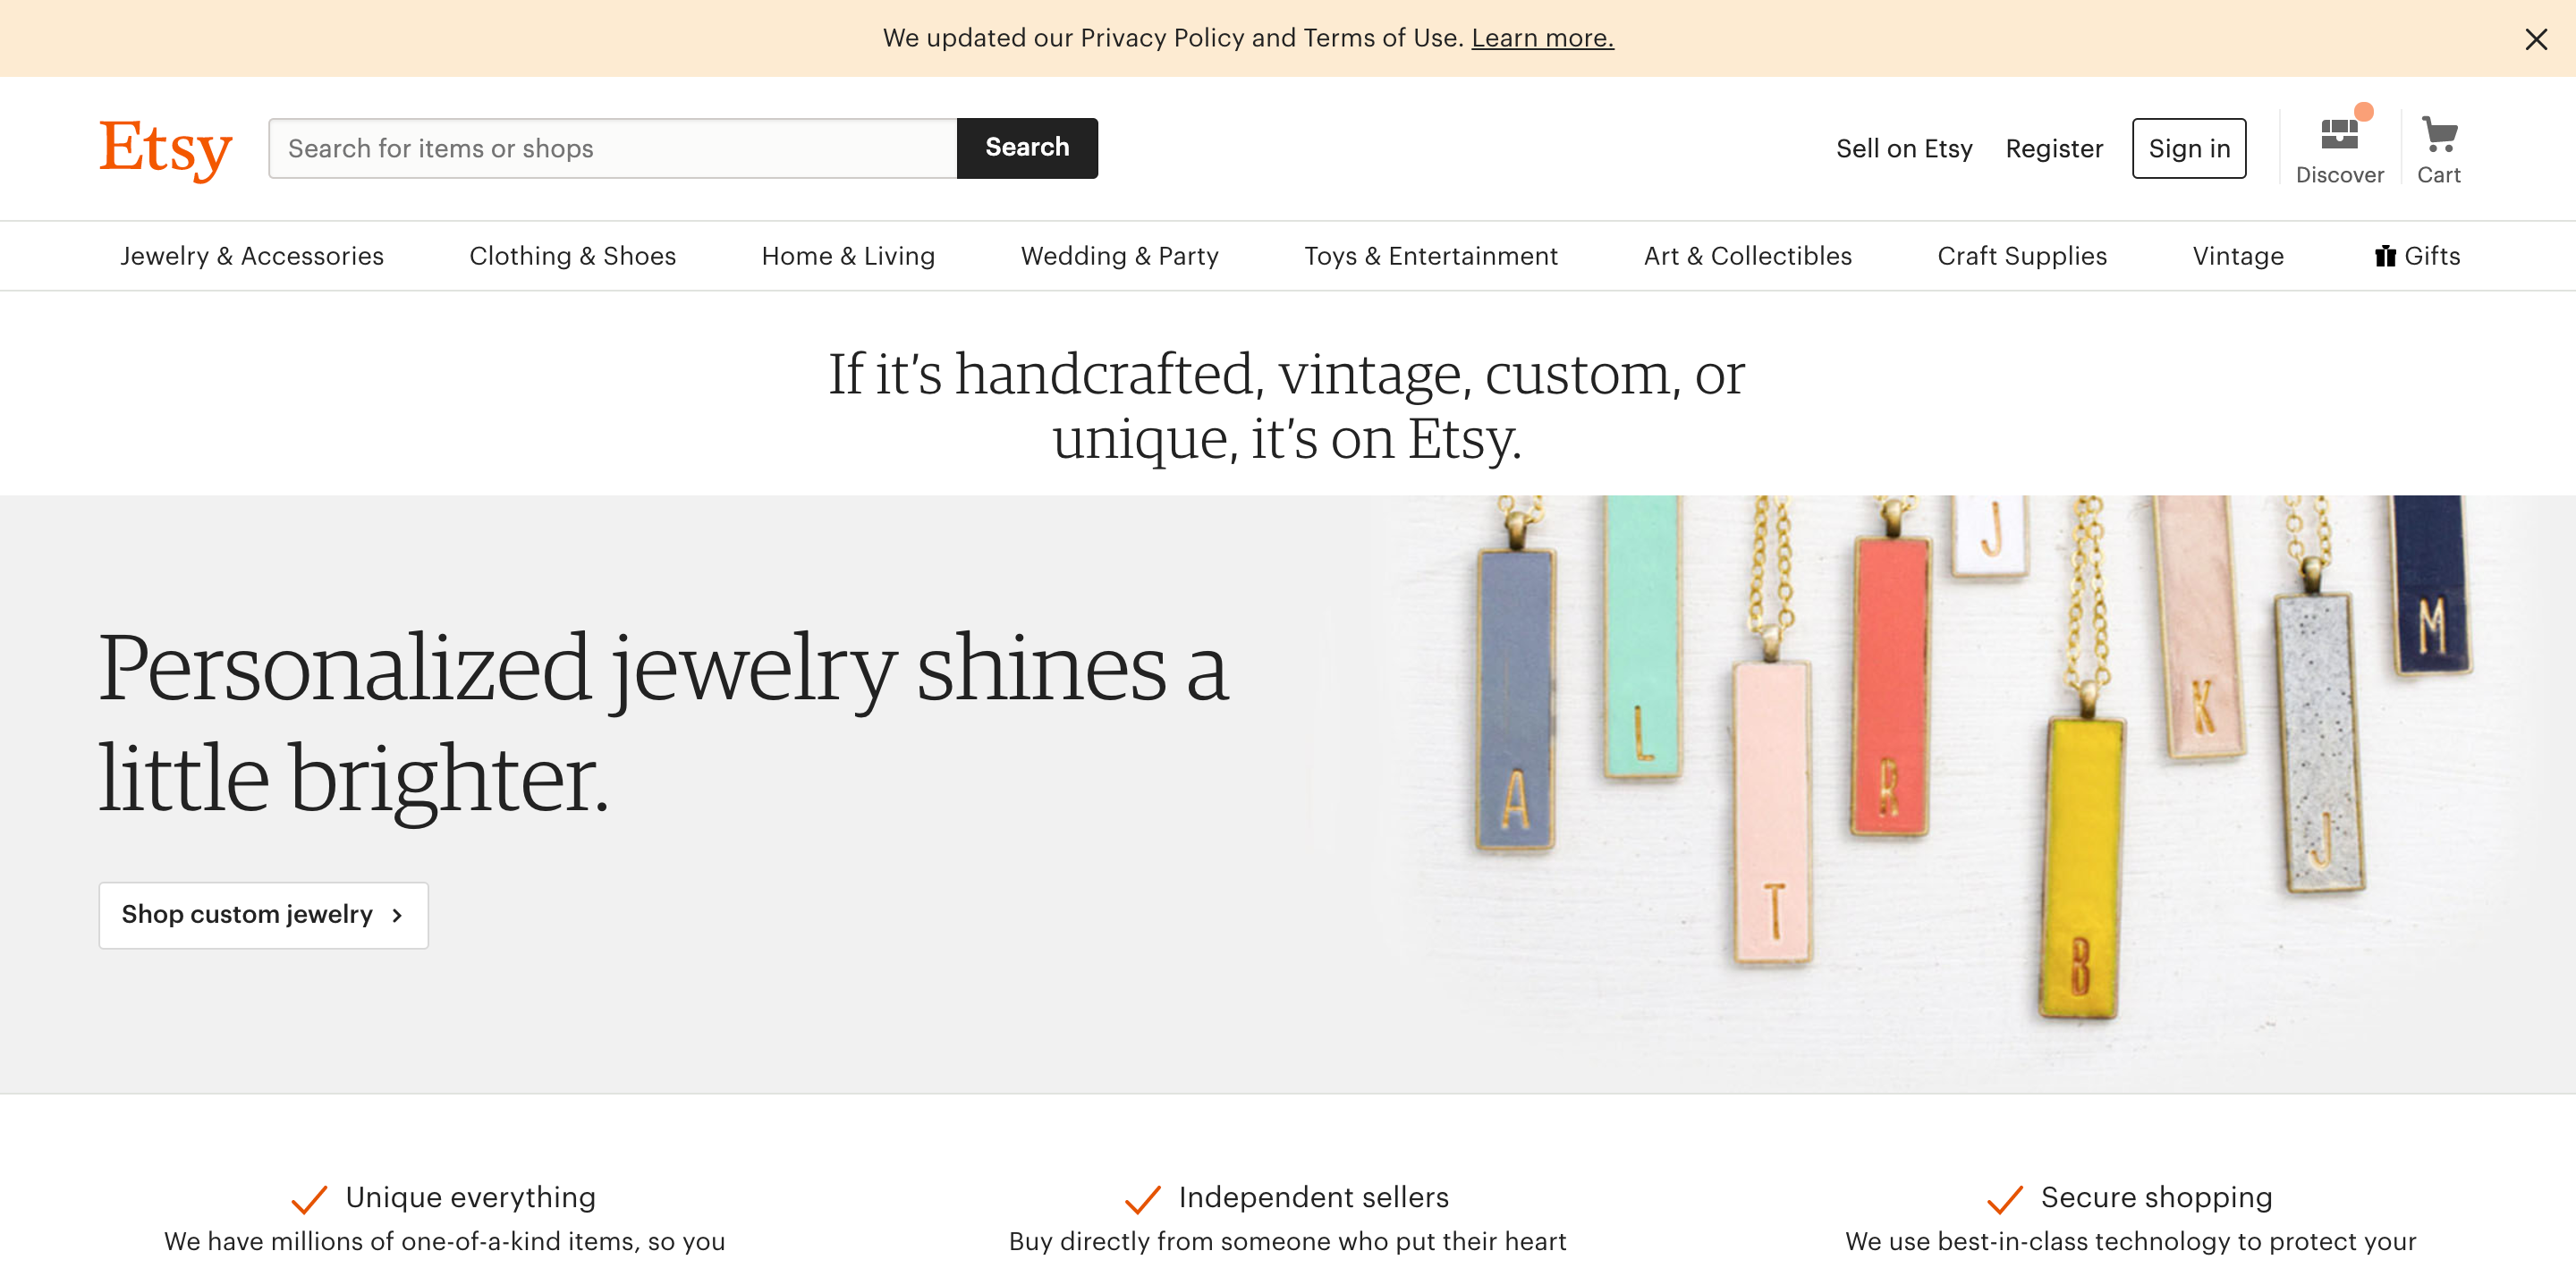 We updated our Privacy Policy and Terms of Use. Learn more.
Etsy
Search for items or shops
Search
Sell on Etsy
Register
Sign in
Discover
Cart
Jewelry & Accessories
Clothing & Shoes
Home & Living
Wedding & Party
Toys & Entertainment
Art & Collectibles
Craft Supplies
Vintage
Gifts
If it’s handcrafted, vintage, custom, or
unique, it’s on Etsy.
Personalized jewelry shines a
little brighter.
Shop custom jewelry
A
L
T
R
J
B
K
J
M
Unique everything
We have millions of one-of-a-kind items, so you
Independent sellers
Buy directly from someone who put their heart
Secure shopping
We use best-in-class technology to protect your